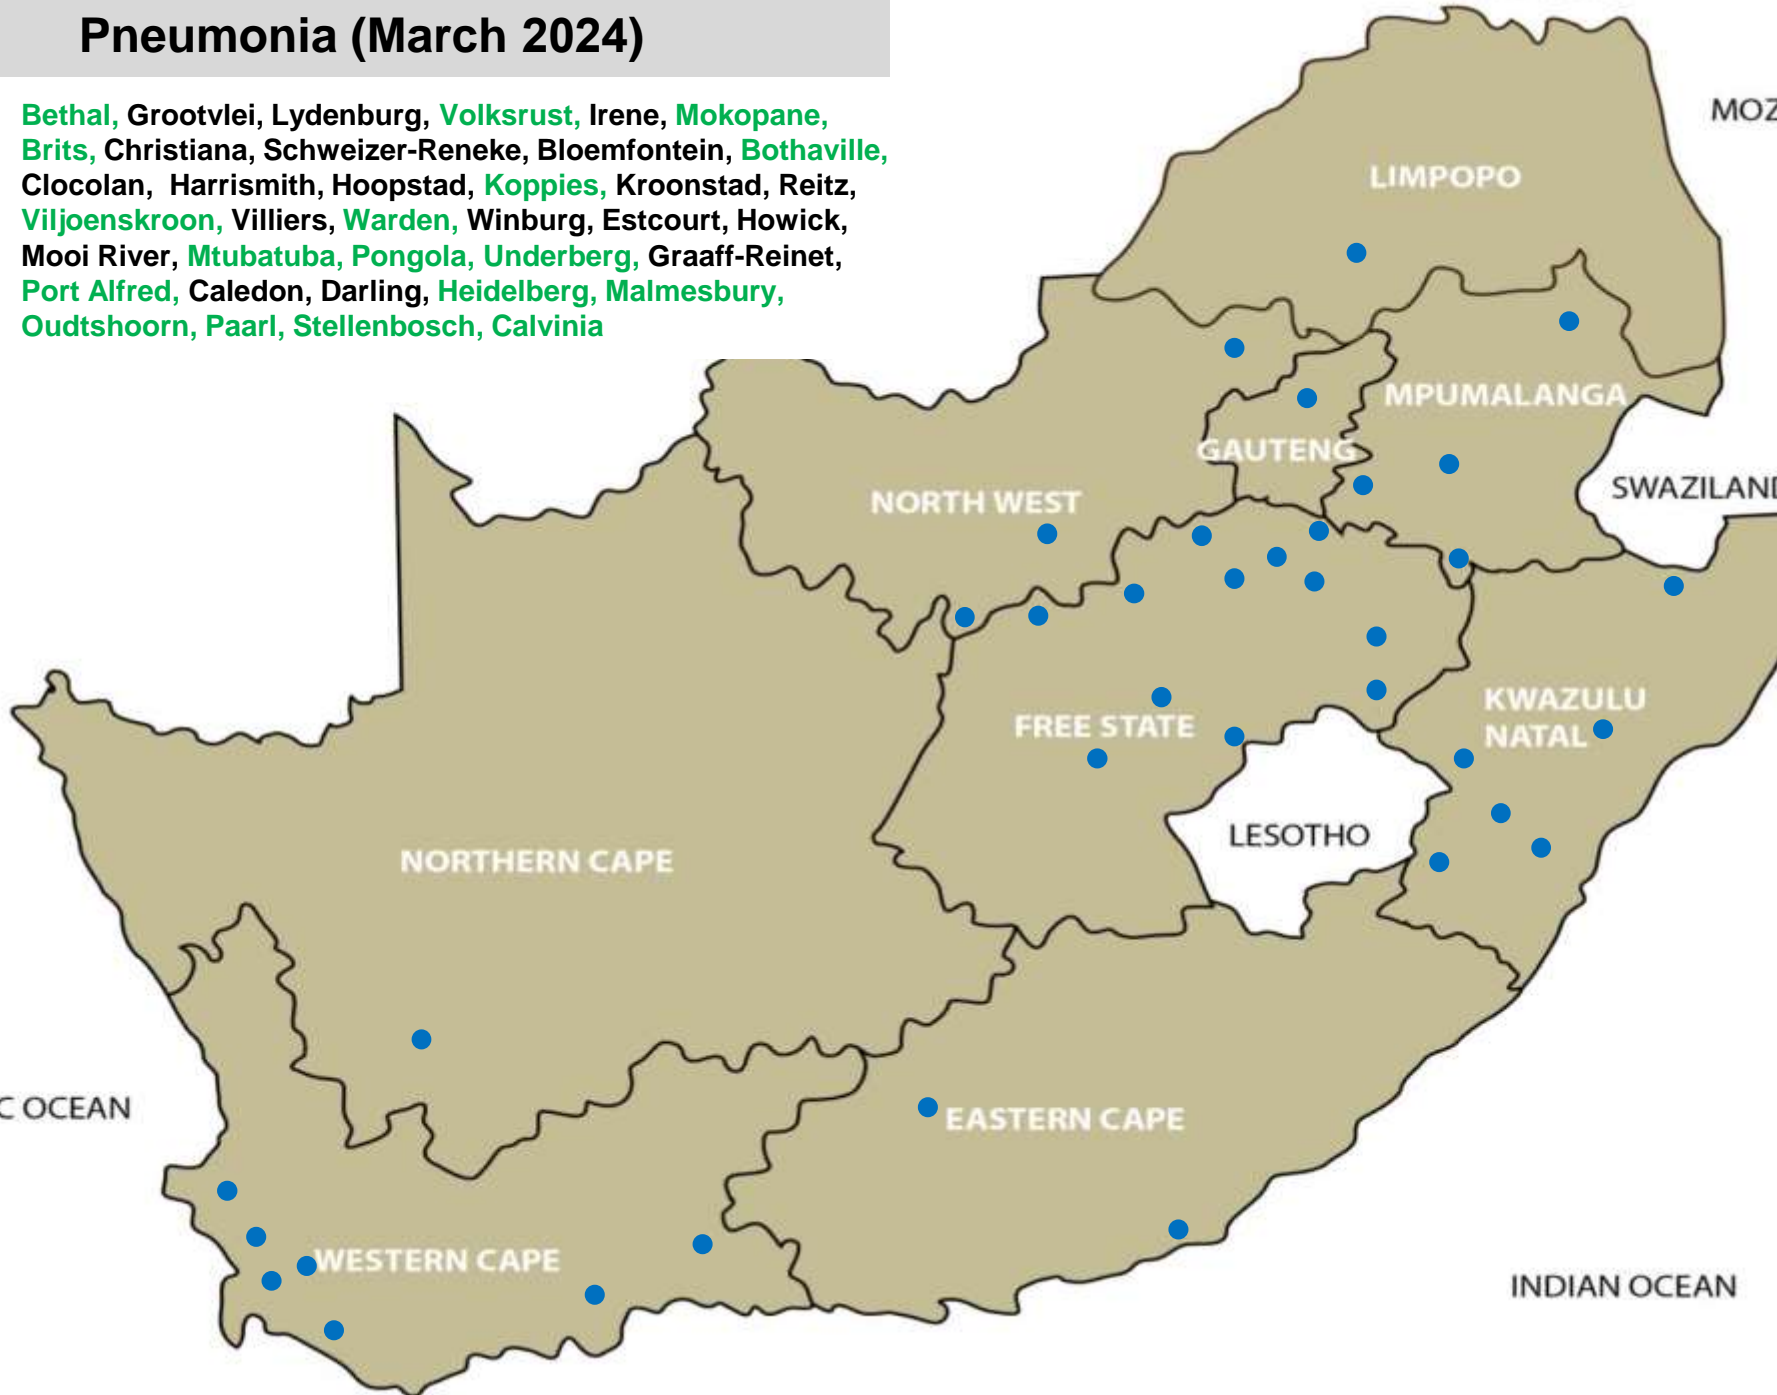 Pneumonia (March 2024)
Bethal, Grootvlei, Lydenburg, Volksrust, Irene, Mokopane,
Brits, Christiana, Schweizer-Reneke, Bloemfontein, Bothaville,
Clocolan, Harrismith, Hoopstad, Koppies, Kroonstad, Reitz,
Viljoenskroon, Villiers, Warden, Winburg, Estcourt, Howick,
Mooi River, Mtubatuba, Pongola, Underberg, Graaff-Reinet,
Port Alfred, Caledon, Darling, Heidelberg, Malmesbury,
Oudtshoorn, Paarl, Stellenbosch, Calvinia
MOZ
LIMPOPO
MPUMALANGA
GAUTENG
SWAZILAND
NORTH WEST
KWAZULU
NATAL
FREE STATE
LESOTHO
NORTHERN CAPE
C OCEAN
EASTERN CAPE
WESTERN CAPE
INDIAN OCEAN